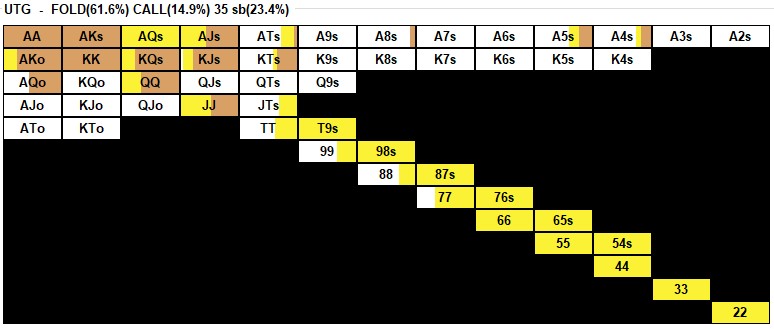 UTG - FOLD(61.6%) CALL(14.9%) 35 sb(23.4%)
AA AKs AQs AJs ATs A9s A8s A7s A6s A5s A4s A3s A2s
AKo KK KQs KJs KTs K9s K8s K7s K6s K5s K4s
AQo KQo QQ QJs QTs Q9s
AJo KJo QJo JJ JTs
ATo KTo TT T9s
99 98s
88 87s
77 76s
66 65s
55 54s
44
33
22